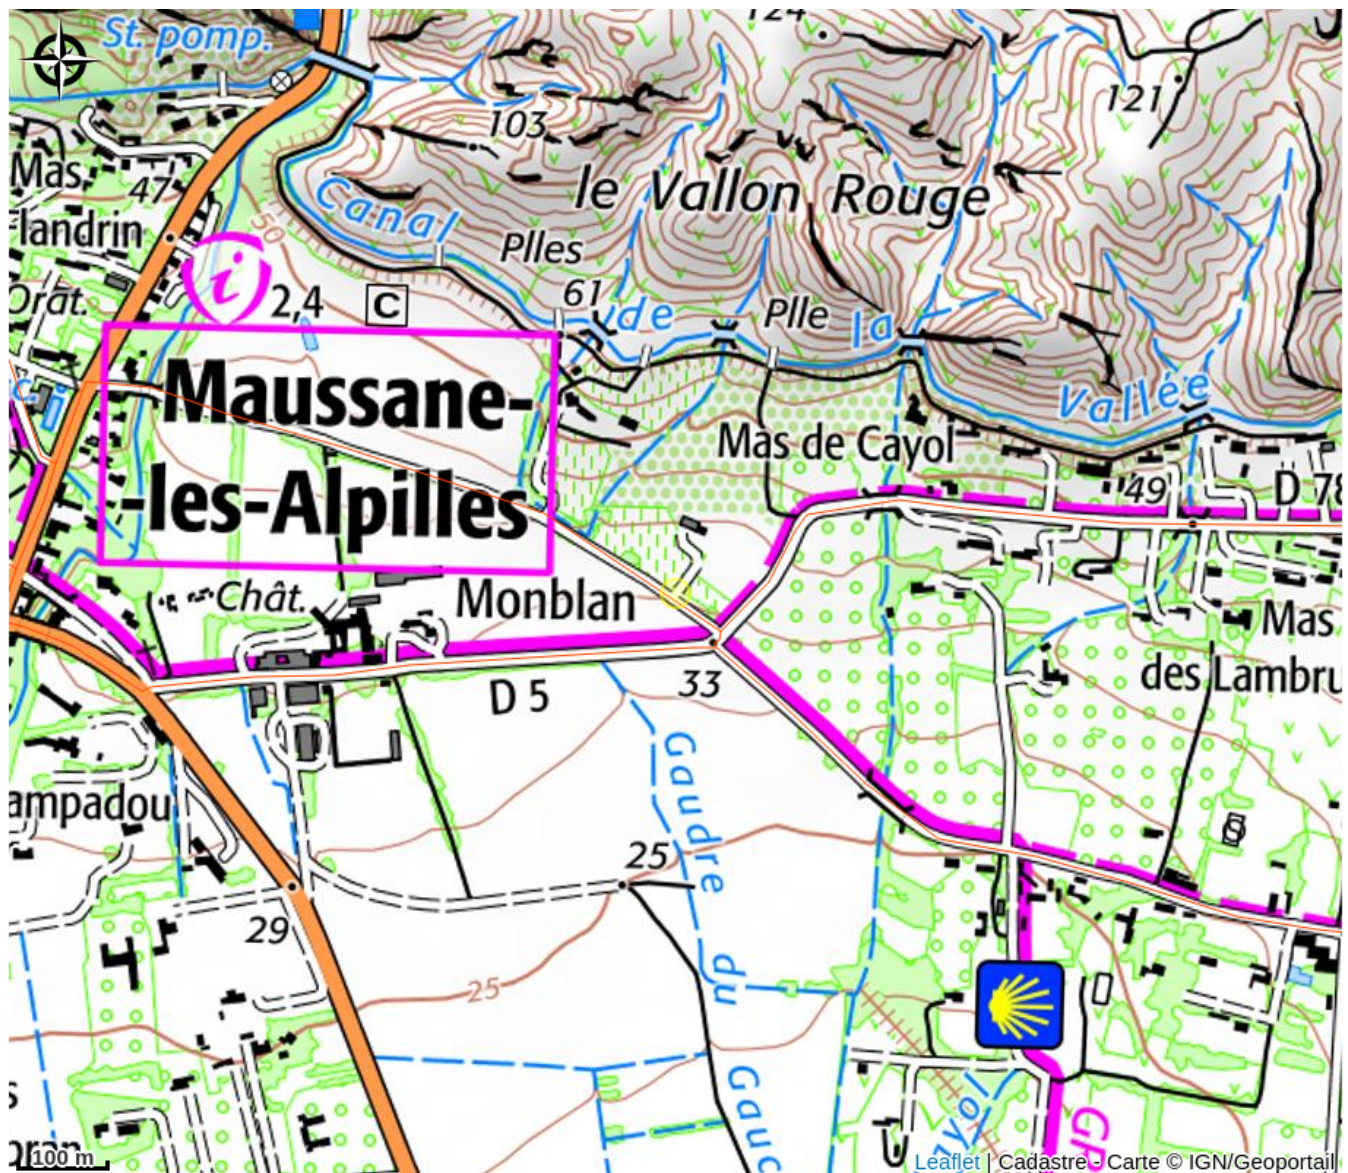 St. pomp.
124
103
121
Mas
Flandrin
47
50
Canal
le Vallon Rouge
Plles
61
de
Plle
la
Vallée
Orat.
i
2,4
C
Maussane-
-les-Alpilles
Mas de Cayol
49
D 78
Chât.
Monblan
33
D 5
Mas
des Lambru
ampadou
Gaudre
25
du
29
25
Gauc
GP
100 m
Leaflet | Cadastre - Carte © IGN/Geoportail